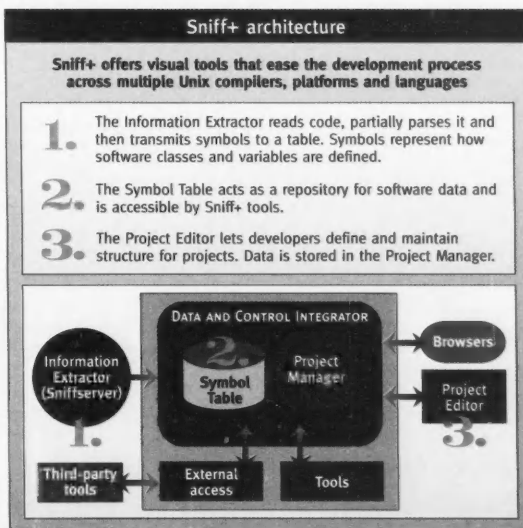 Sniff+ architecture
Sniff+ offers visual tools that ease the development process
across multiple Unix compilers, platforms and languages
1.
The Information Extractor reads code, partially parses it and
then transmits symbols to a table. Symbols represent how
software classes and variables are defined.
2.
The Symbol Table acts as a repository for software data and
is accessible by Sniff+ tools.
3.
The Project Editor lets developers define and maintain
structure for projects. Data is stored in the Project Manager.
DATA AND CONTROL INTEGRATOR
Information
Extractor
(Sniffserver)
1.
2.
Symbol
Table
Project
Manager
Browsers
Project
Editor
3.
Third-party
tools
External
access
Tools